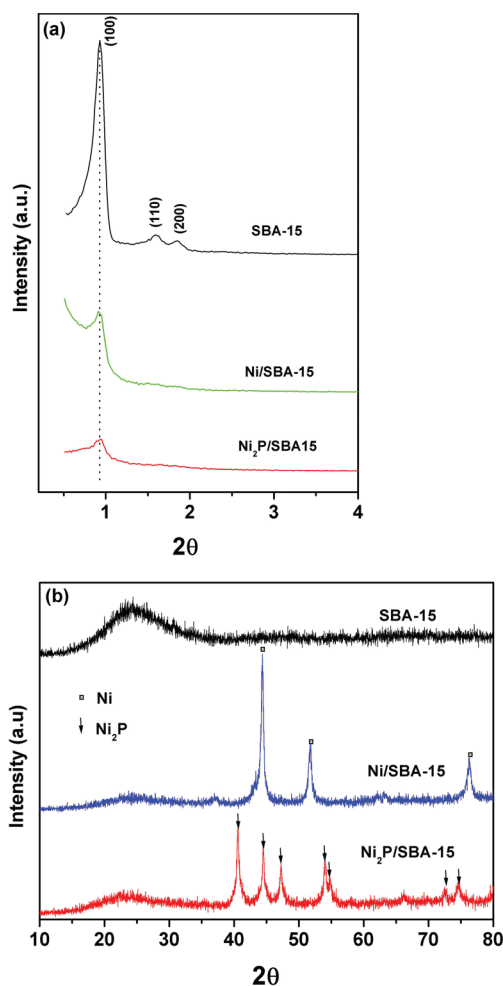 (a)
(100)
(110)
(200)
SBA-15
Ni/SBA-15
Ni₂P/SBA15
Intensity (a.u.)
1 2 3 4
2θ
(b)
SBA-15
Ni
Ni₂P
Ni/SBA-15
Ni₂P/SBA-15
Intensity (a.u)
10 20 30 40 50 60 70 80
2θ